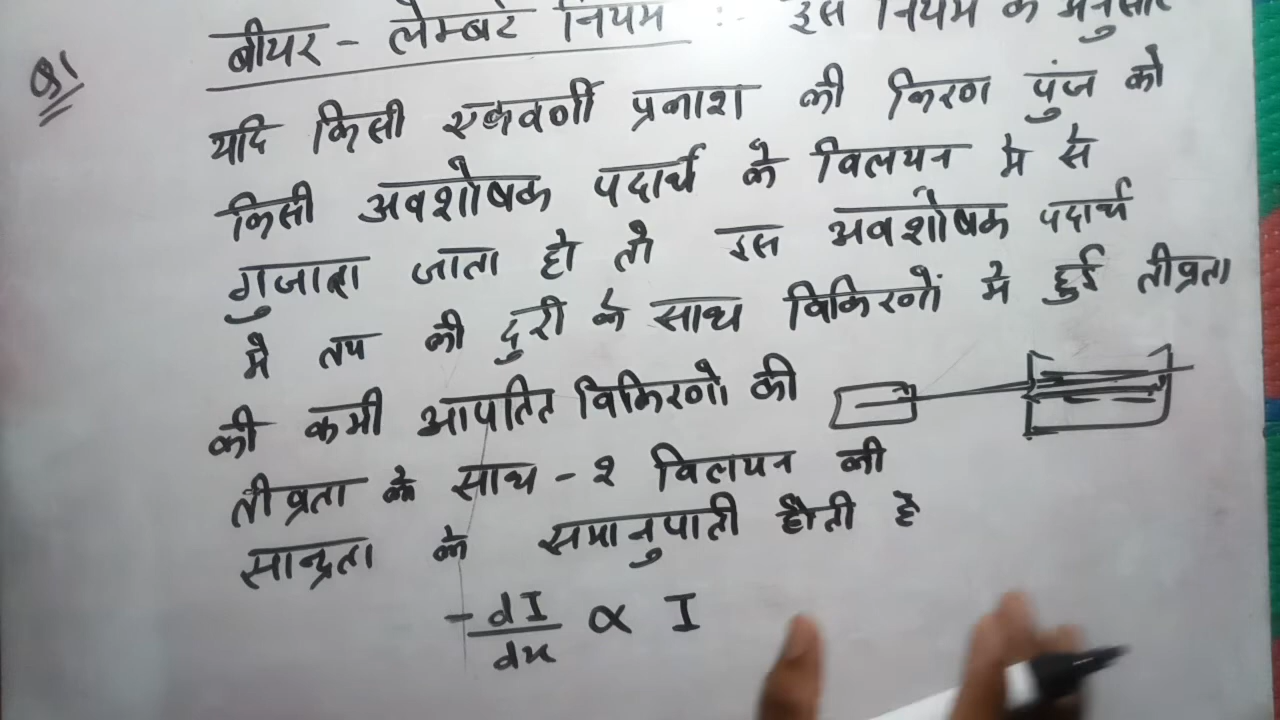 Q1
बीयर - लेम्बर्ट नियम :- इस नियम के अनुसार
यदि किसी एकवर्णी प्रकाश की किरण पुंज को
किसी अवशोषक पदार्थ के विलयन मे से
गुजारा जाता हो तो इस अवशोषक पदार्थ
मे तय की दुरी के साथ विकिरणों मे हुई तीव्रता
की कमी आपतित विकिरणो की
तीव्रता के साथ - २ विलयन की
सान्द्रता के समानुपाती होती है
-dI/dx ∝ I